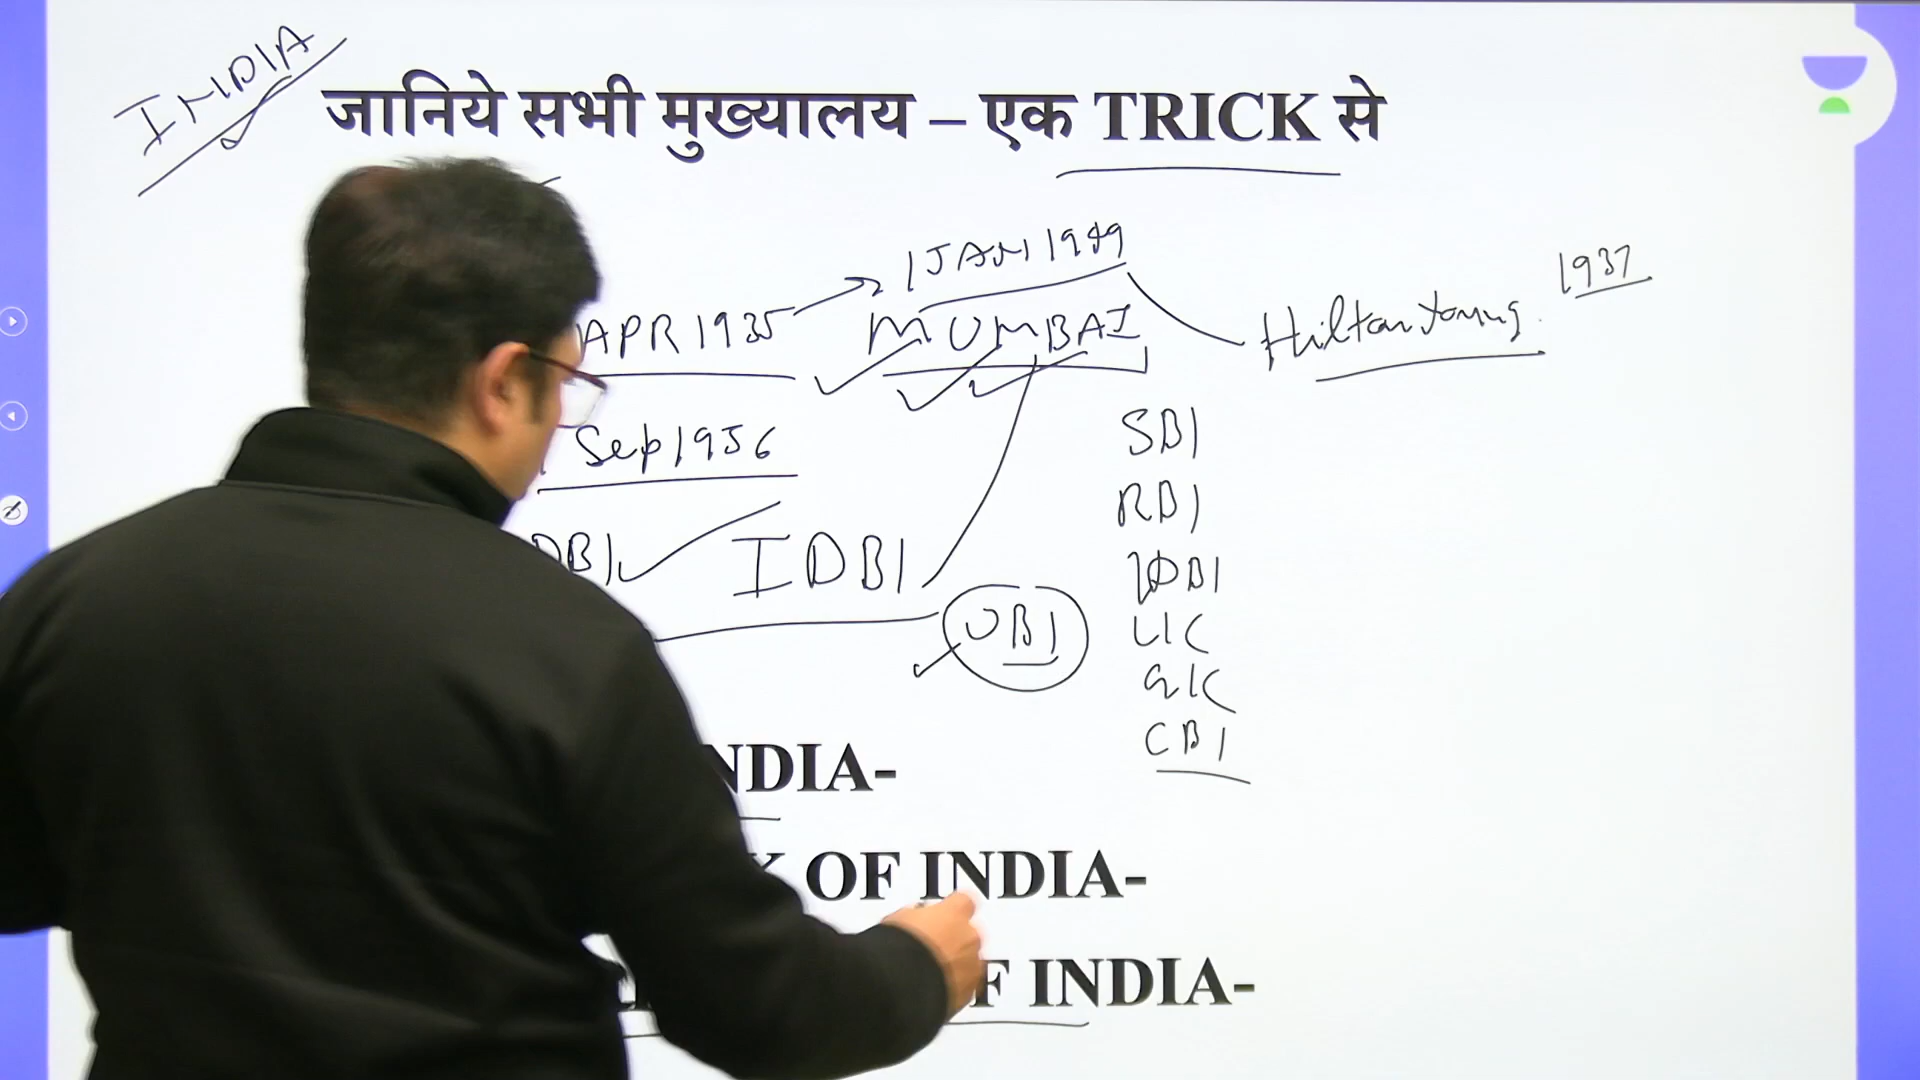 INDIA
जानिये सभी मुख्यालय – एक TRICK से
1 JAN 1949
1937
APR 1935
MUMBAI
Hilton Young
Sep 1956
SBI
RBI
DBI
IDBI
IDBI
UBI
LIC
GIC
CBI
NDIA-
OF INDIA-
F INDIA-